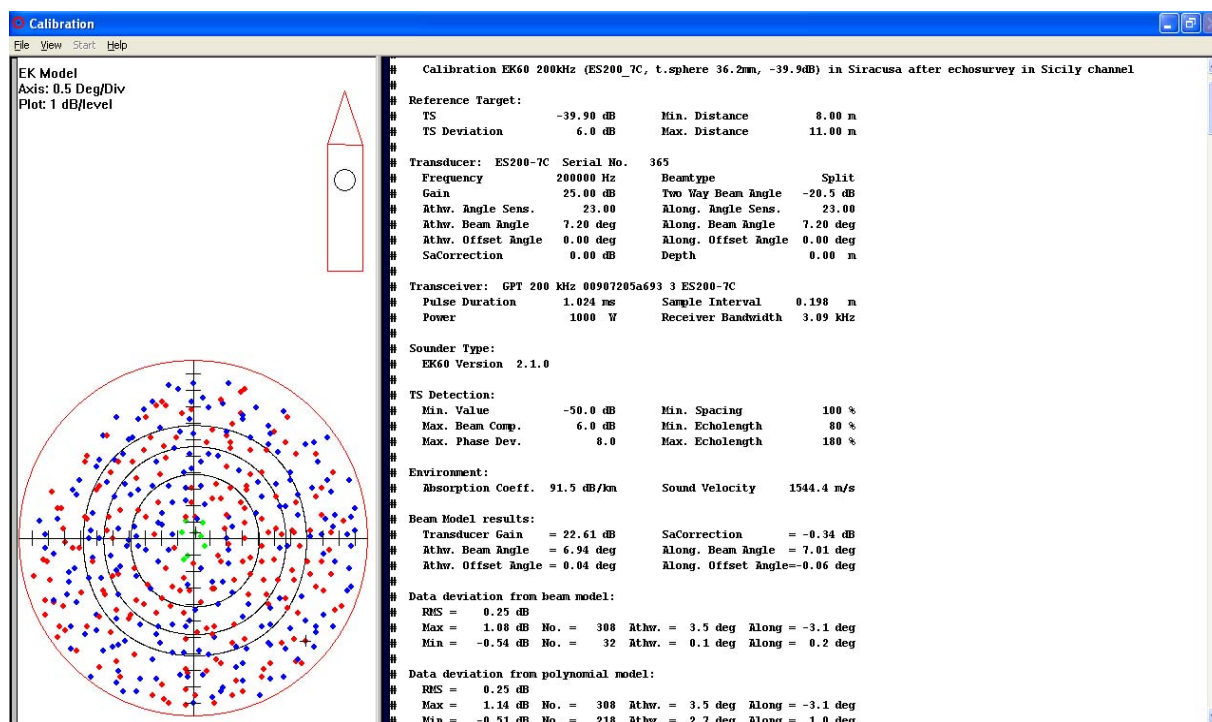 Calibration
File View Start Help
EK Model
Axis: 0.5 Deg/Div
Plot: 1 dB/level
#
# Calibration EK60 200kHz (ES200_7C, t.sphere 36.2mm, -39.9dB) in Siracusa after echosurvey in Sicily channel
#
# Reference Target:
# TS -39.90 dB Min. Distance 8.00 m
# TS Deviation 6.0 dB Max. Distance 11.00 m
#
# Transducer: ES200-7C Serial No. 365
# Frequency 200000 Hz Beamtype Split
# Gain 25.00 dB Two Way Beam Angle -20.5 dB
# Athw. Angle Sens. 23.00 Along. Angle Sens. 23.00
# Athw. Beam Angle 7.20 deg Along. Beam Angle 7.20 deg
# Athw. Offset Angle 0.00 deg Along. Offset Angle 0.00 deg
# SaCorrection 0.00 dB Depth 0.00 m
#
# Transceiver: GPT 200 kHz 00907205a693 3 ES200-7C
# Pulse Duration 1.024 ms Sample Interval 0.198 m
# Power 1000 W Receiver Bandwidth 3.09 kHz
#
# Sounder Type:
# EK60 Version 2.1.0
#
# TS Detection:
# Min. Value -50.0 dB Min. Spacing 100 %
# Max. Beam Comp. 6.0 dB Min. Echolength 80 %
# Max. Phase Dev. 8.0 Max. Echolength 180 %
#
# Environment:
# Absorption Coeff. 91.5 dB/km Sound Velocity 1544.4 m/s
#
# Beam Model results:
# Transducer Gain = 22.61 dB SaCorrection = -0.34 dB
# Athw. Beam Angle = 6.94 deg Along. Beam Angle = 7.01 deg
# Athw. Offset Angle = 0.04 deg Along. Offset Angle=-0.06 deg
#
# Data deviation from beam model:
# RMS = 0.25 dB
# Max = 1.08 dB No. = 308 Athw. = 3.5 deg Along = -3.1 deg
# Min = -0.54 dB No. = 32 Athw. = 0.1 deg Along = 0.2 deg
#
# Data deviation from polynomial model:
# RMS = 0.25 dB
# Max = 1.14 dB No. = 308 Athw. = 3.5 deg Along = -3.1 deg
# Min = -0.51 dB No. = 218 Athw. = 2.7 deg Along = 1.0 deg